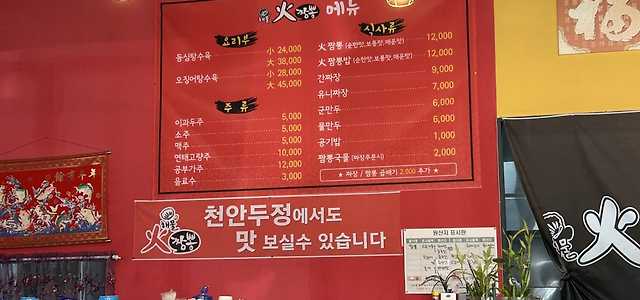 火 짬뽕 메뉴
요리부
등심탕수육 小 24,000
大 38,000
오징어탕수육 小 28,000
大 45,000
주 류
이과두주 5,000
소주 5,000
맥주 5,000
연태고량주 10,000
공부가주 12,000
음료수 3,000
식사류
火짬뽕 (순한맛,보통맛,매운맛) 12,000
火짬뽕밥 (순한맛,보통맛,매운맛) 12,000
간짜장 9,000
유니짜장 7,000
군만두 6,000
물만두 6,000
공기밥 1,000
짬뽕국물 (짜장주문시) 2,000
★ 짜장 / 짬뽕 곱배기 2,000 추가 ★
火 짬뽕
천안두정에서도
맛 보실수 있습니다
원산지 표시판
福
火